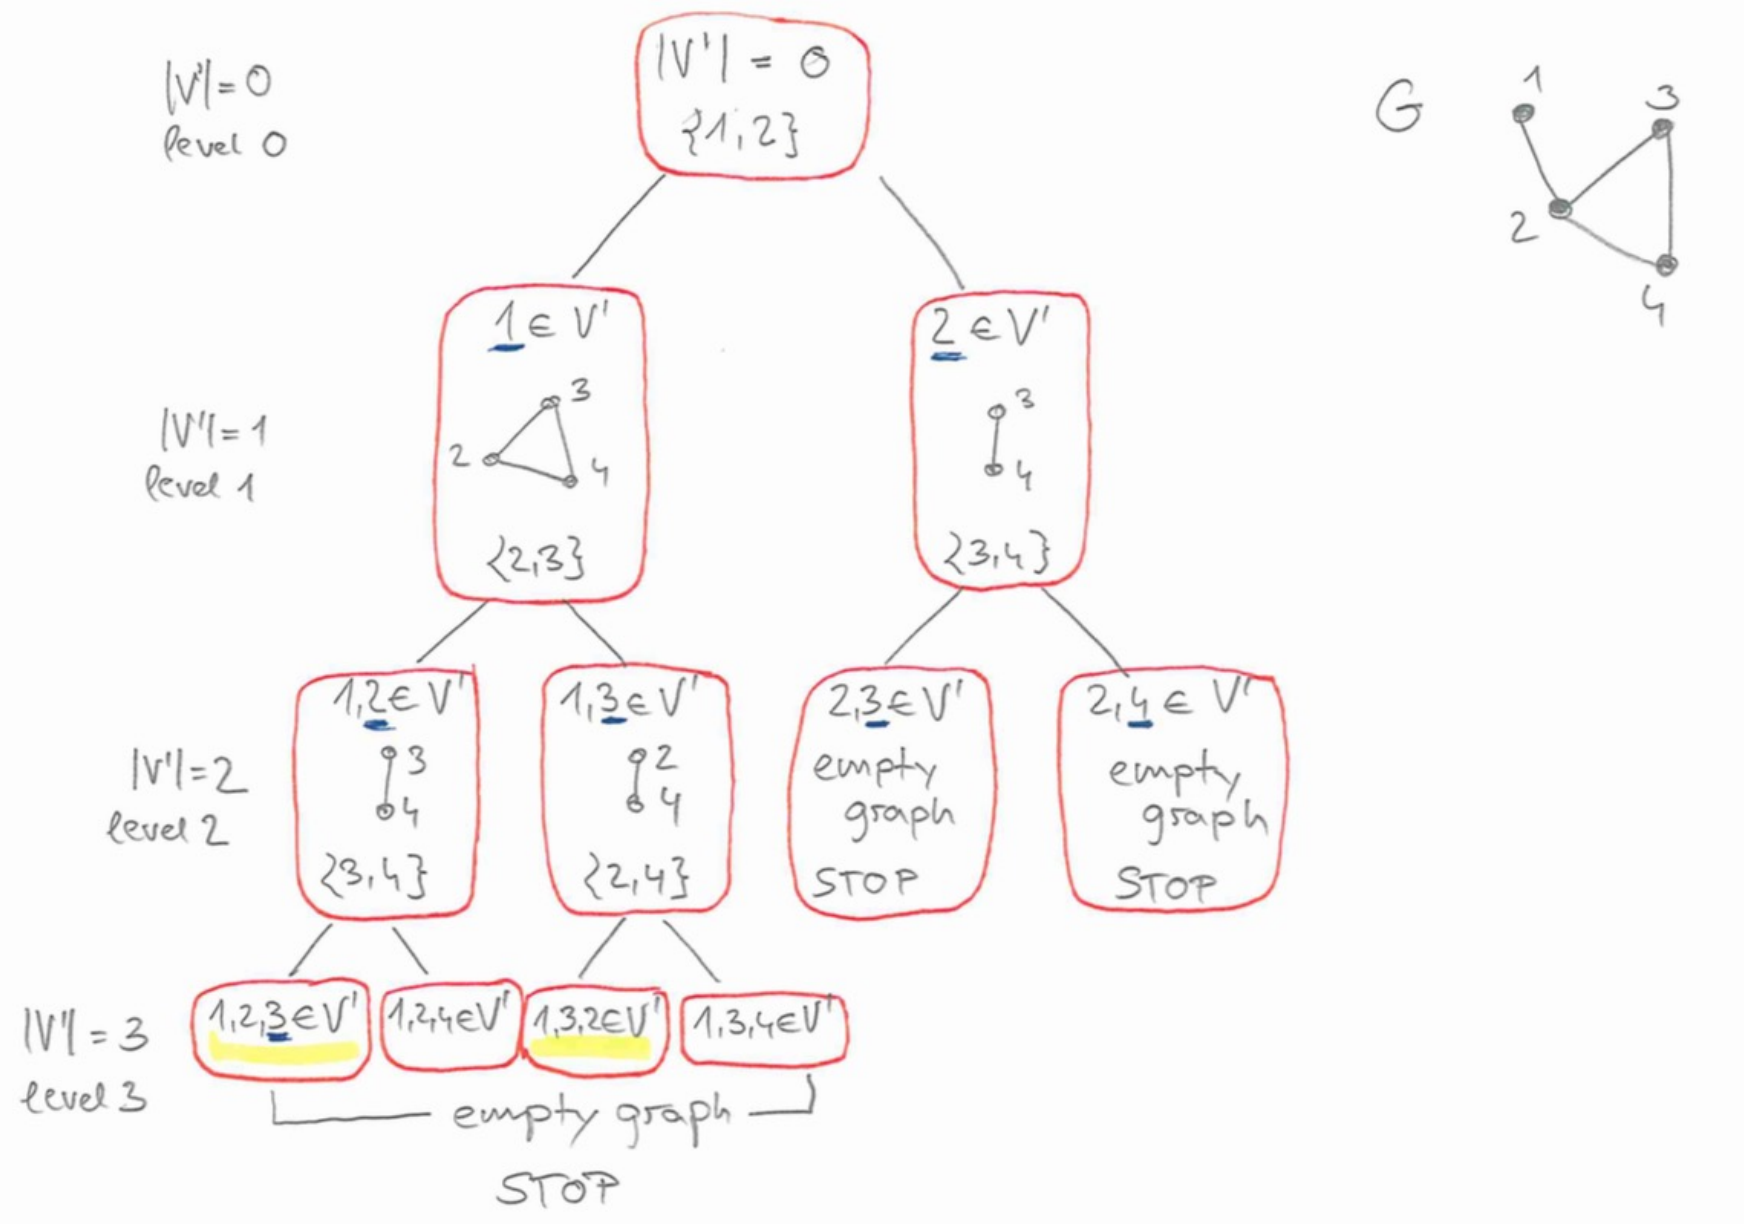 |V'|=0
level 0
|V'| = 0
{1,2}
G
1
3
2
4
|V'|=1
level 1
1 ∈ V'
3
2
4
{2,3}
2 ∈ V'
3
4
{3,4}
|V'|=2
level 2
1,2 ∈ V'
3
4
{3,4}
1,3 ∈ V'
2
4
{2,4}
2,3 ∈ V'
empty
graph
STOP
2,4 ∈ V'
empty
graph
STOP
|V'| = 3
level 3
1,2,3 ∈ V'
1,2,4 ∈ V'
1,3,2 ∈ V'
1,3,4 ∈ V'
empty graph
STOP